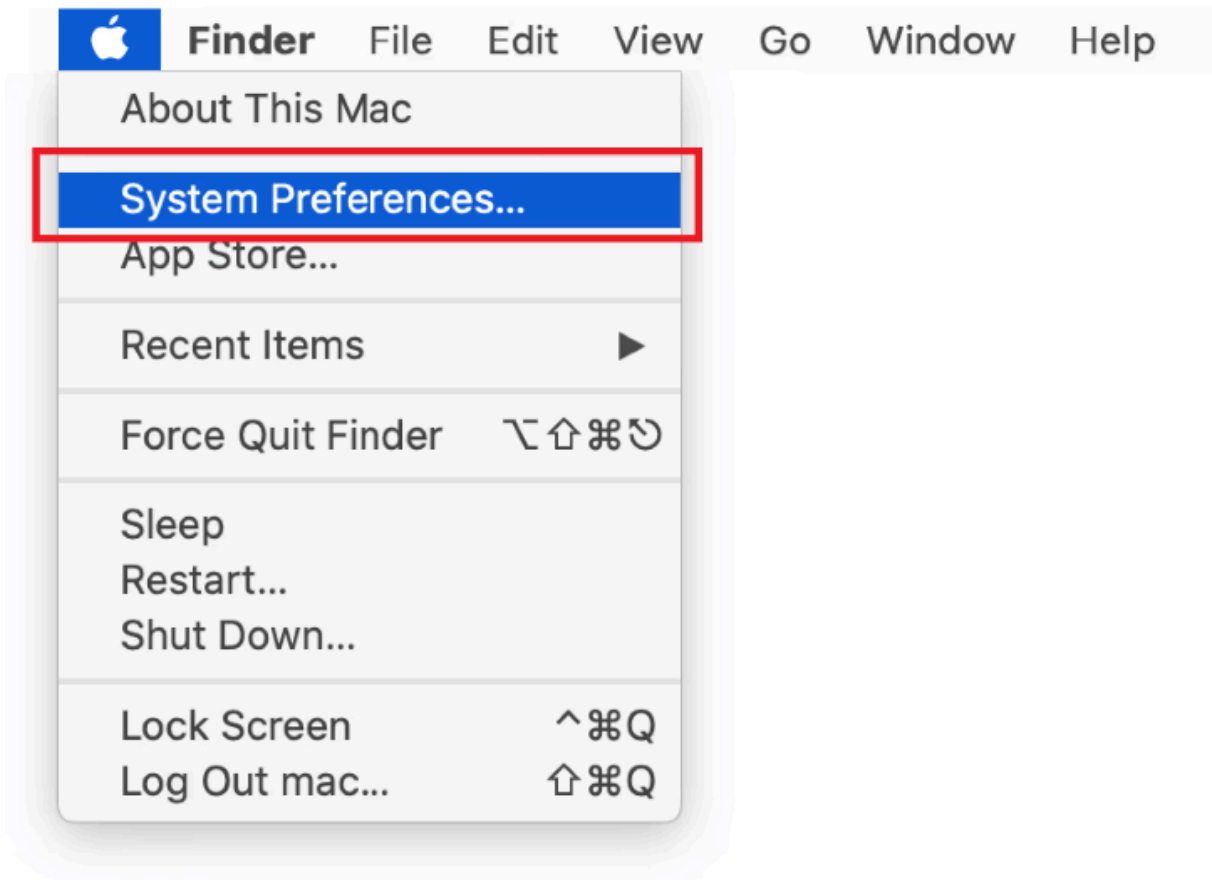 Finder File Edit View Go Window Help
About This Mac
System Preferences...
App Store...
Recent Items ▶
Force Quit Finder ⌥⇧⌘⎋
Sleep
Restart...
Shut Down...
Lock Screen ^⌘Q
Log Out mac... ⇧⌘Q